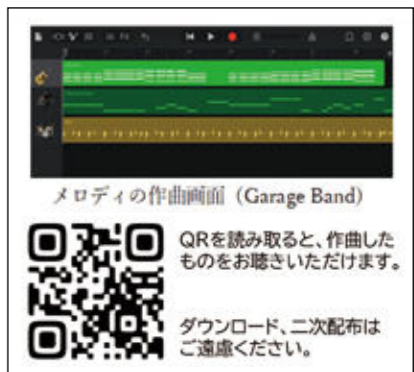 メロディの作曲画面（Garage Band）
QRを読み取ると、作曲した
ものをお聴きいただけます。
ダウンロード、二次配布は
ご遠慮ください。